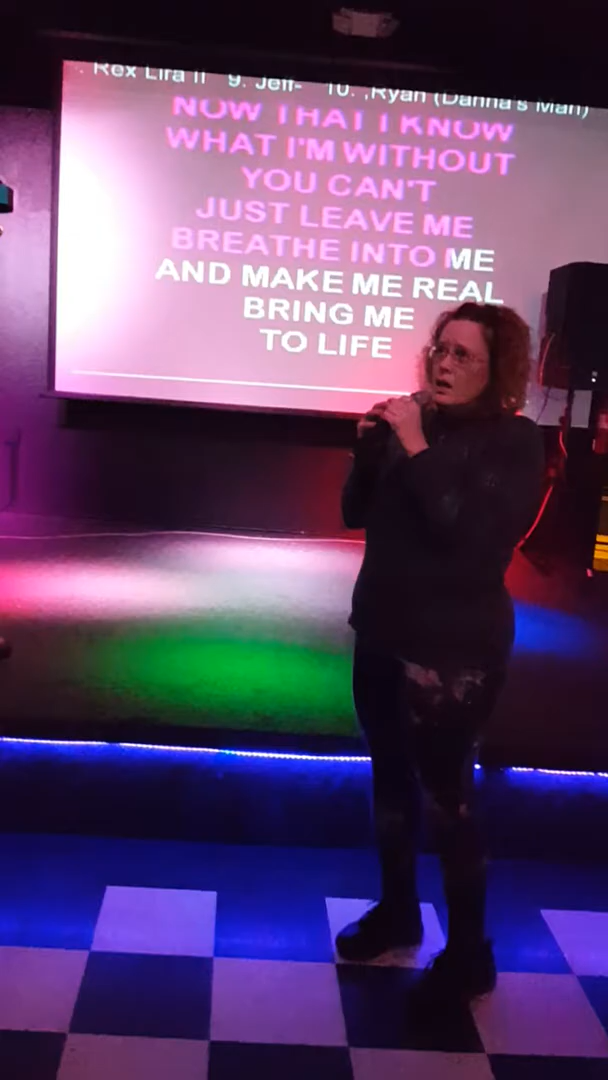 . Rex Lira II 9. Jeff- 10. ,Ryan (Danna's Man)
NOW THAT I KNOW
WHAT I'M WITHOUT
YOU CAN'T
JUST LEAVE ME
BREATHE INTO ME
AND MAKE ME REAL
BRING ME
TO LIFE